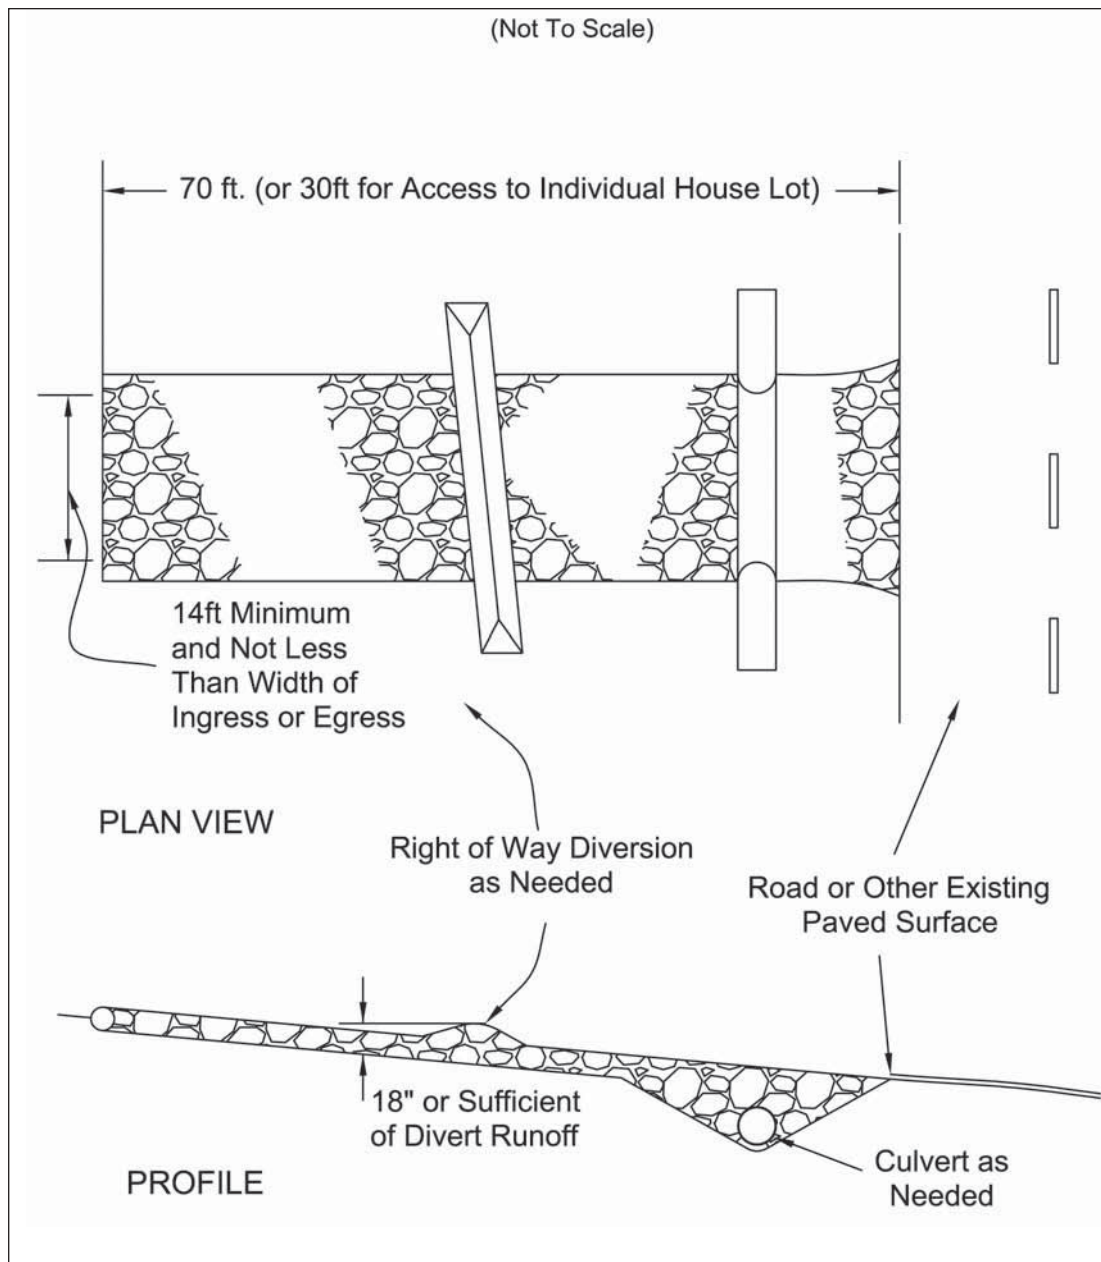 (Not To Scale)
70 ft. (or 30ft for Access to Individual House Lot)
14ft Minimum
and Not Less
Than Width of
Ingress or Egress
PLAN VIEW
Right of Way Diversion
as Needed
Road or Other Existing
Paved Surface
18" or Sufficient
of Divert Runoff
Culvert as
Needed
PROFILE